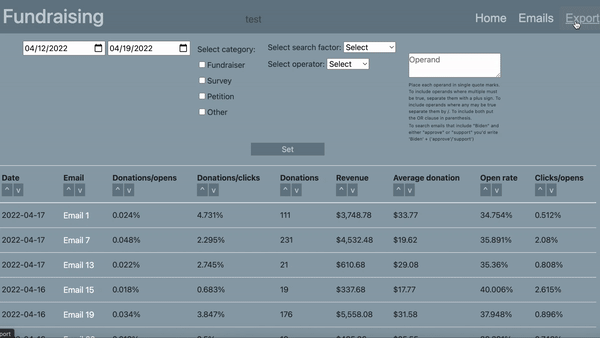 Fundraising
test
Home Emails Export
04/12/2022 04/19/2022
Select category:
Fundraiser
Survey
Petition
Other
Select search factor: Select
Select operator: Select
Operand
Place each operand in single quote marks.
To include operands where multiple must
be true, separate them with a plus sign. To
include operands where any may be true
separate them by |. To include both put
the OR clause in parenthesis.
To search emails that include "Biden" and
either "approve" or "support" you'd write
'Biden' + ('approve'|'support')
Set
Date Email Donations/opens Donations/clicks Donations Revenue Average donation Open rate Clicks/opens
^ v ^ v ^ v ^ v ^ v ^ v ^ v ^ v ^ v
2022-04-17 Email 1 0.024% 4.731% 111 $3,748.78 $33.77 34.754% 0.512%
2022-04-17 Email 7 0.048% 2.295% 231 $4,532.48 $19.62 35.891% 2.08%
2022-04-17 Email 13 0.022% 2.745% 21 $610.68 $29.08 35.36% 0.808%
2022-04-16 Email 15 0.018% 0.683% 19 $337.68 $17.77 40.006% 2.615%
2022-04-16 Email 19 0.034% 3.847% 176 $5,558.08 $31.58 37.948% 0.896%
port